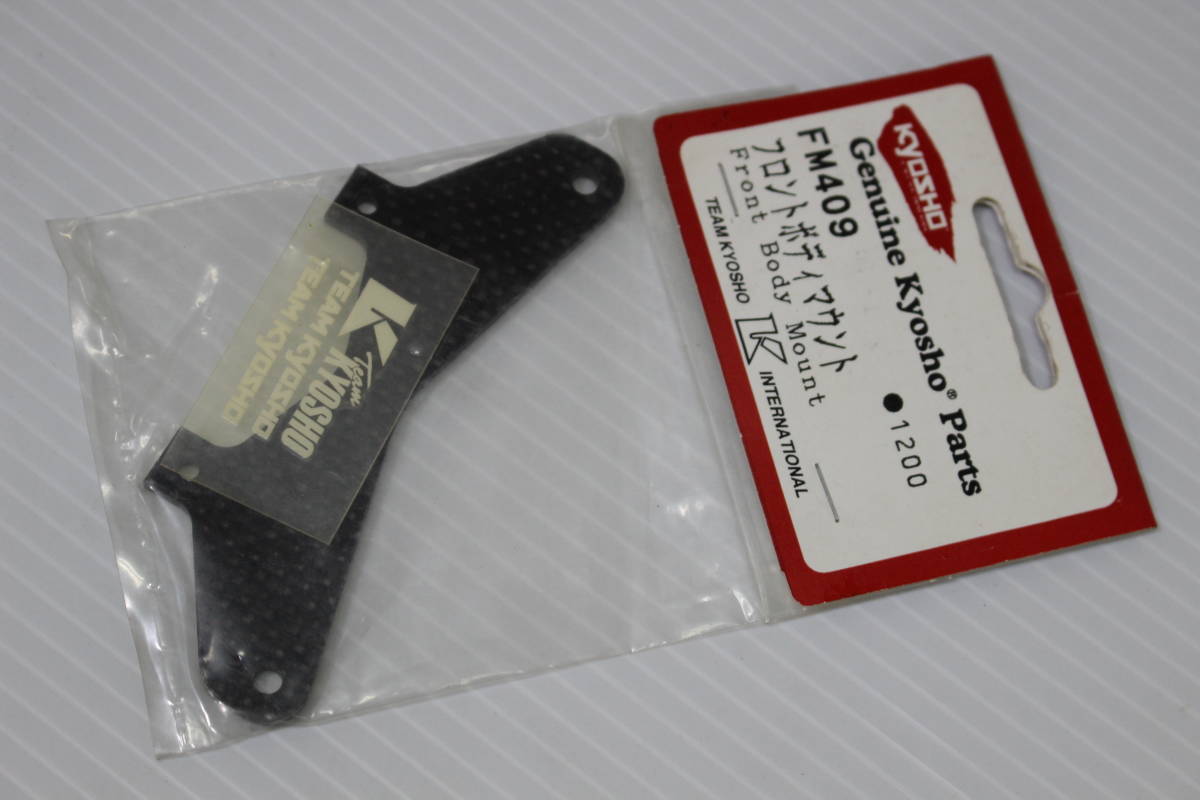 KYOSHO
Genuine Kyosho® Parts
●1200
FM409
フロントボディマウント
Front Body Mount
TEAM KYOSHO K INTERNATIONAL
K Team KYOSHO
TEAM KYOSHO
TEAM KYOSHO